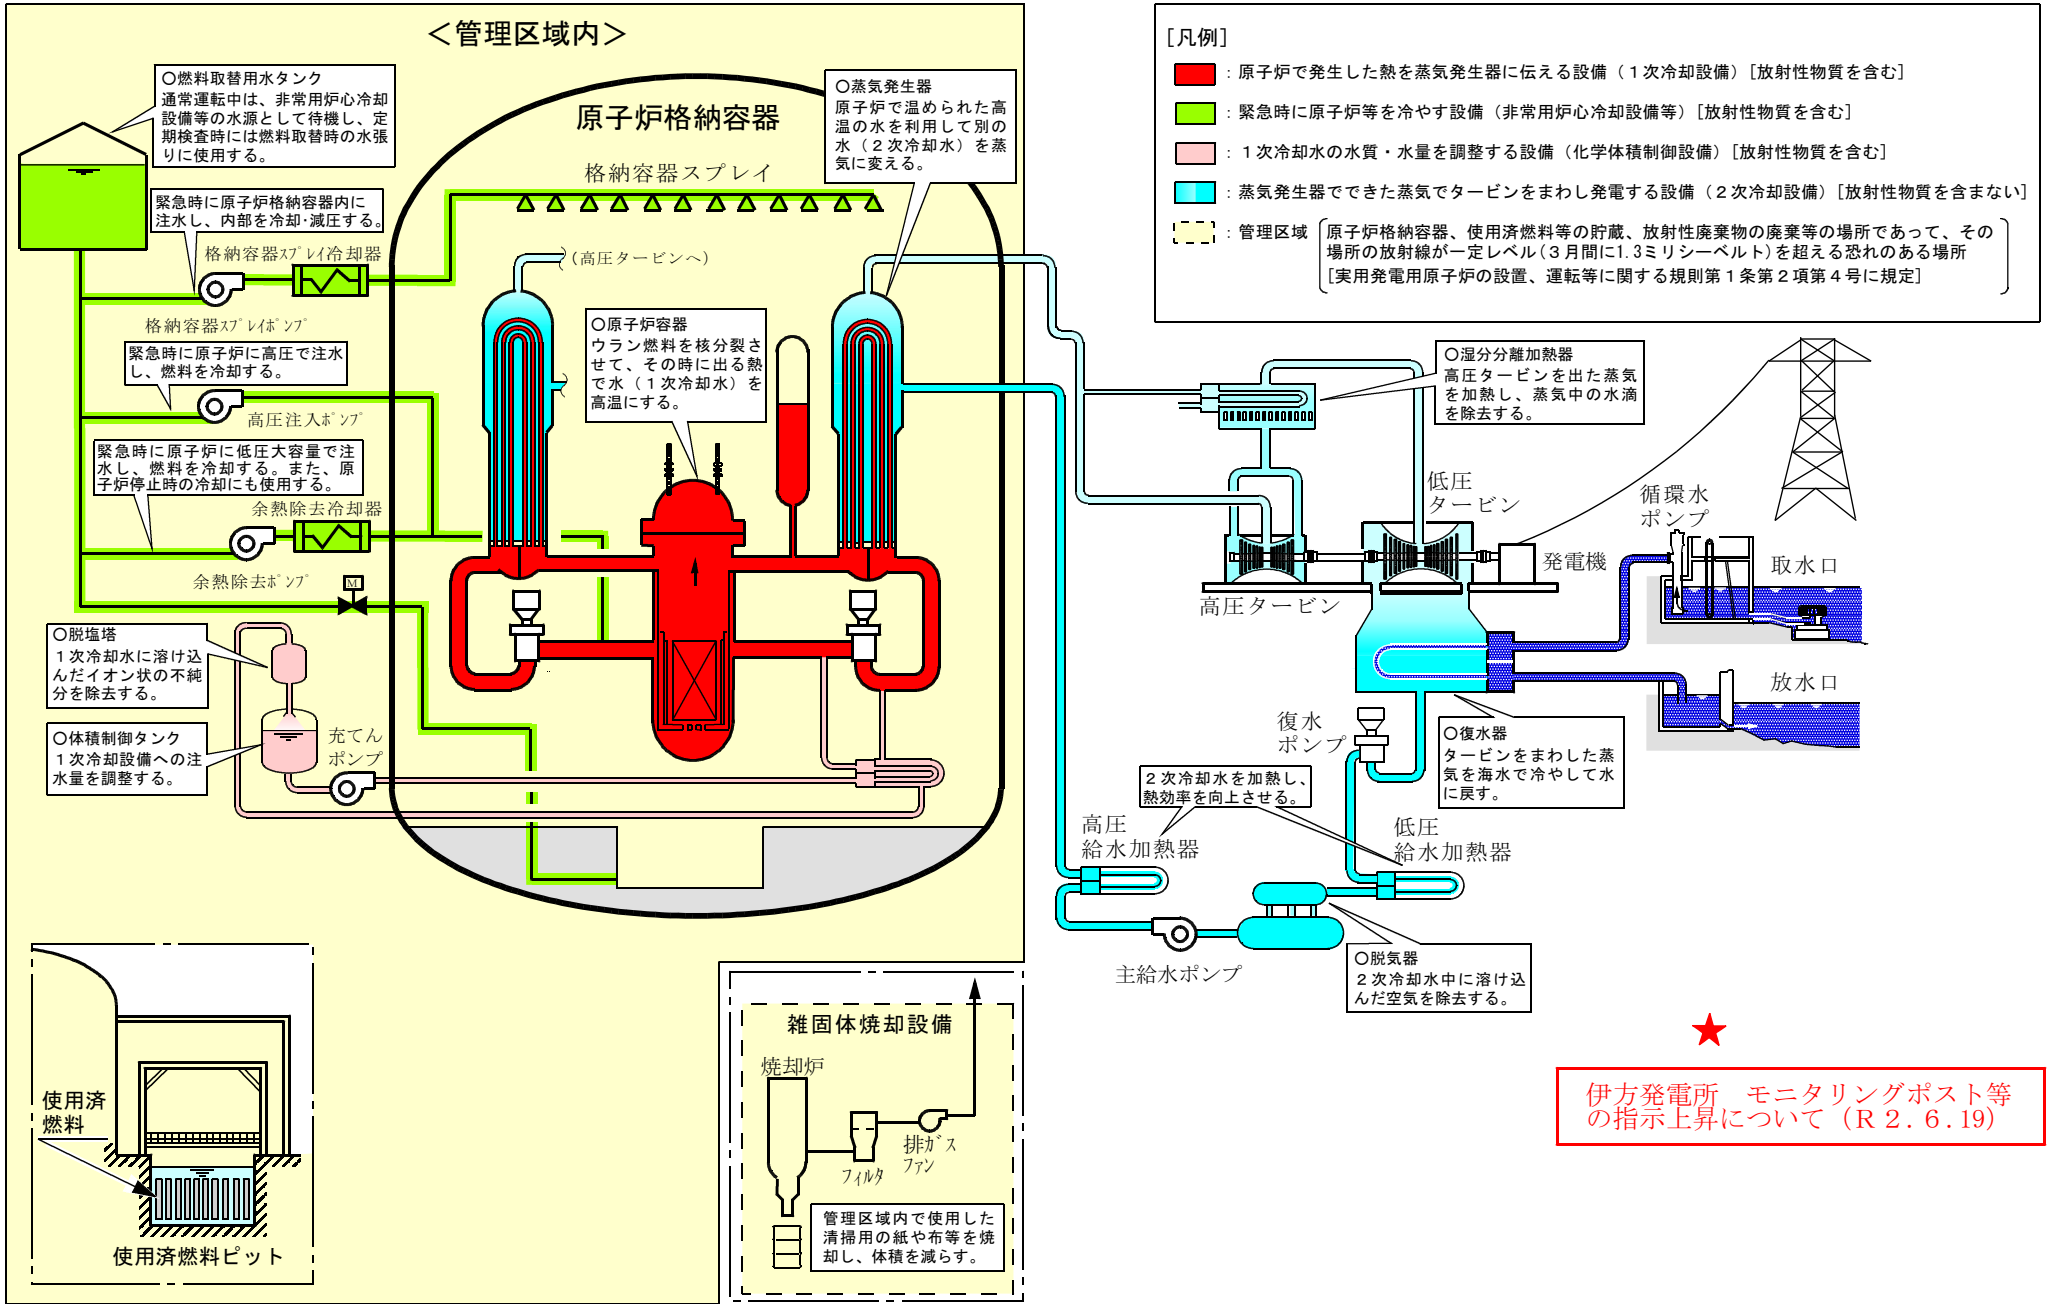 ＜管理区域内＞
○燃料取替用水タンク
通常運転中は、非常用炉心冷却
設備等の水源として待機し、定
期検査時には燃料取替時の水張
りに使用する。
原子炉格納容器
格納容器スプレイ
○蒸気発生器
原子炉で温められた高
温の水を利用して別の
水（２次冷却水）を蒸
気に変える。
緊急時に原子炉格納容器内に
注水し、内部を冷却･減圧する。
格納容器ｽﾌﾟﾚｲ冷却器
格納容器ｽﾌﾟﾚｲﾎﾟﾝﾌﾟ
（高圧タービンへ）
緊急時に原子炉に高圧で注水
し、燃料を冷却する。
高圧注入ﾎﾟﾝﾌﾟ
○原子炉容器
ウラン燃料を核分裂さ
せて、その時に出る熱
で水（１次冷却水）を
高温にする。
緊急時に原子炉に低圧大容量で注
水し、燃料を冷却する。また、原
子炉停止時の冷却にも使用する。
余熱除去冷却器
余熱除去ﾎﾟﾝﾌﾟ
M
○脱塩塔
１次冷却水に溶け込
んだイオン状の不純
分を除去する。
○体積制御タンク
１次冷却設備への注
水量を調整する。
充てん
ポンプ
[凡例]
：原子炉で発生した熱を蒸気発生器に伝える設備（１次冷却設備）[放射性物質を含む]
：緊急時に原子炉等を冷やす設備（非常用炉心冷却設備等）[放射性物質を含む]
：１次冷却水の水質・水量を調整する設備（化学体積制御設備）[放射性物質を含む]
：蒸気発生器でできた蒸気でタービンをまわし発電する設備（２次冷却設備）[放射性物質を含まない]
：管理区域
原子炉格納容器、使用済燃料等の貯蔵、放射性廃棄物の廃棄等の場所であって、その
場所の放射線が一定レベル(３月間に1.3ミリシーベルト)を超える恐れのある場所
[実用発電用原子炉の設置、運転等に関する規則第１条第２項第４号に規定]
○湿分分離加熱器
高圧タービンを出た蒸気
を加熱し、蒸気中の水滴
を除去する。
低圧
タービン
高圧タービン
発電機
循環水
ポンプ
取水口
放水口
復水
ポンプ
○復水器
タービンをまわした蒸
気を海水で冷やして水
に戻す。
２次冷却水を加熱し、
熱効率を向上させる。
高圧
給水加熱器
低圧
給水加熱器
主給水ポンプ
○脱気器
２次冷却水中に溶け込
んだ空気を除去する。
使用済
燃料
使用済燃料ピット
雑固体焼却設備
焼却炉
フィルタ
排ｶﾞｽ
ファン
管理区域内で使用した
清掃用の紙や布等を焼
却し、体積を減らす。
★
伊方発電所　モニタリングポスト等
の指示上昇について（Ｒ２.６.19）